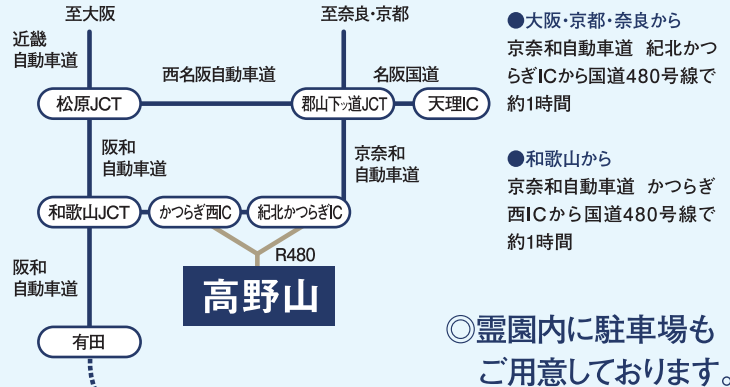 至大阪
至奈良・京都
近畿
自動車道
西名阪自動車道
名阪国道
松原JCT
郡山下ッ道JCT
天理IC
阪和
自動車道
京奈和
自動車道
和歌山JCT
かつらぎ西IC
紀北かつらぎIC
R480
高野山
阪和
自動車道
有田
●大阪・京都・奈良から
京奈和自動車道 紀北かつ
らぎICから国道480号線で
約1時間
●和歌山から
京奈和自動車道 かつらぎ
西ICから国道480号線で
約1時間
◎霊園内に駐車場も
ご用意しております。